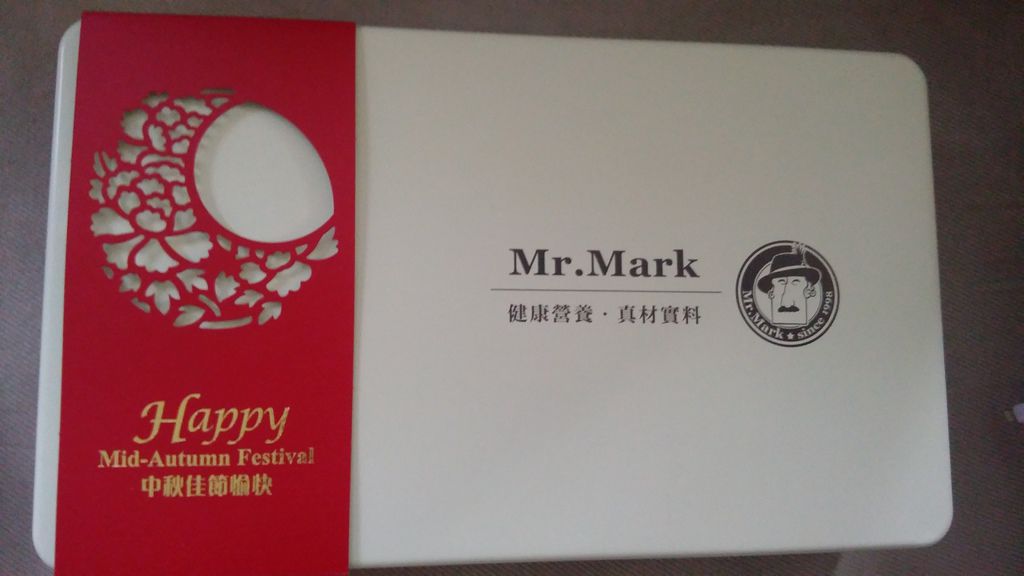 Happy
Mid-Autumn Festival
中秋佳節愉快
Mr.Mark
健康營養・真材實料
Mr.Mark ★ since 1998